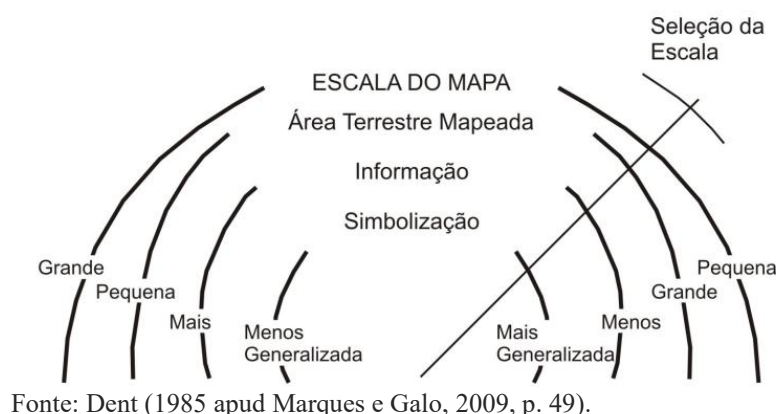 Seleção da
Escala
ESCALA DO MAPA
Área Terrestre Mapeada
Informação
Simbolização
Grande
Pequena
Mais
Menos
Generalizada
Mais
Generalizada
Menos
Grande
Pequena
Fonte: Dent (1985 apud Marques e Galo, 2009, p. 49).